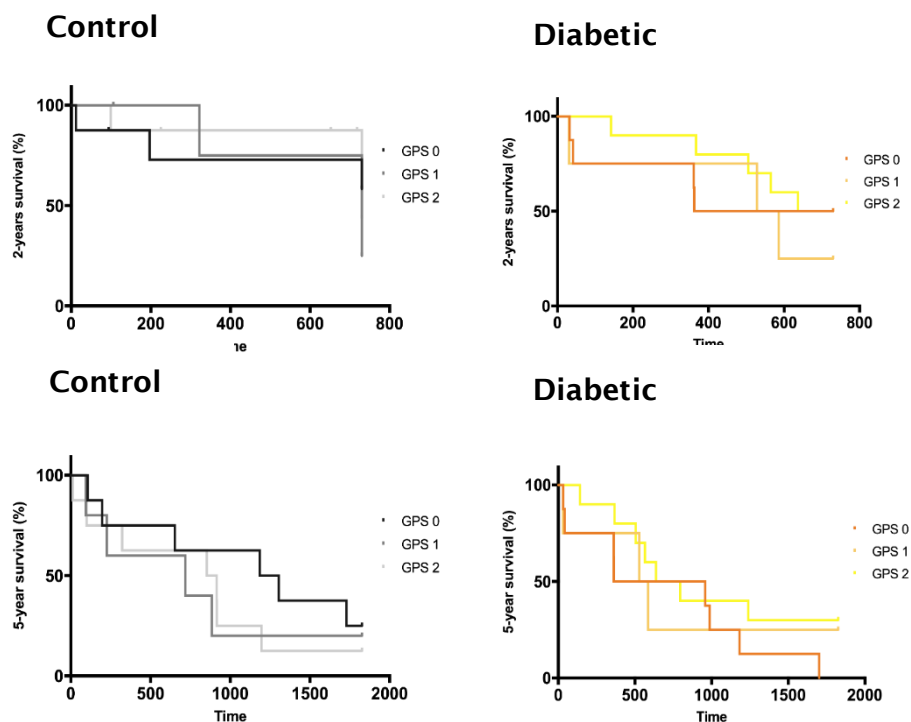 Control
Diabetic
2-years survival (%)
100
50
0
0 200 400 600 800
ne
GPS 0
GPS 1
GPS 2
2-years survival (%)
100
50
0
0 200 400 600 800
Time
GPS 0
GPS 1
GPS 2
Control
Diabetic
5-year survival (%)
100
50
0
0 500 1000 1500 2000
Time
GPS 0
GPS 1
GPS 2
5-year survival (%)
100
50
0
0 500 1000 1500 2000
Time
GPS 0
GPS 1
GPS 2